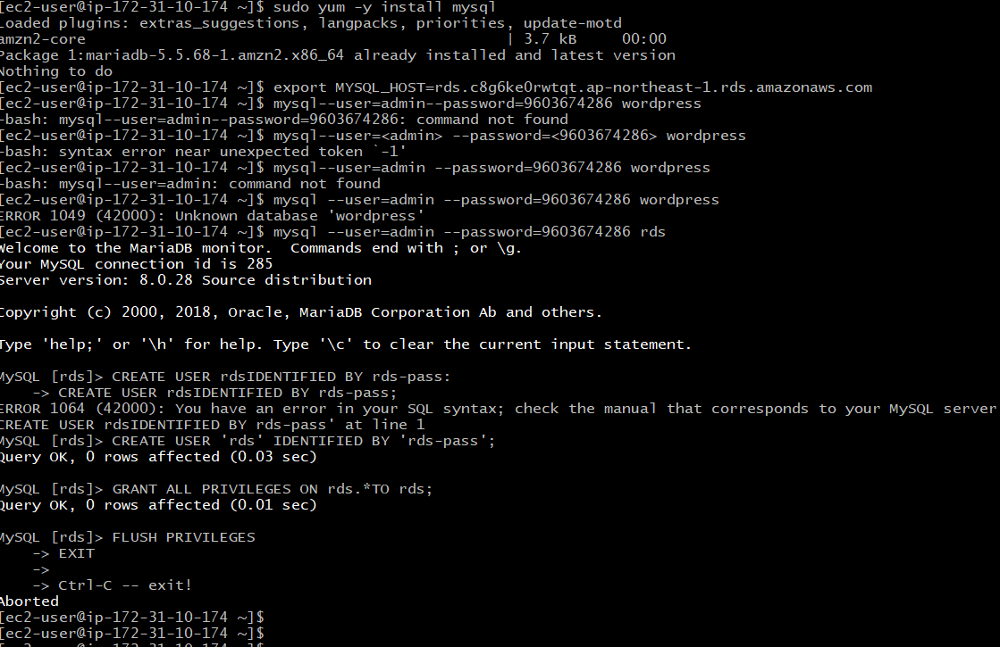 [ec2-user@ip-172-31-10-174 ~]$ sudo yum -y install mysql
Loaded plugins: extras_suggestions, langpacks, priorities, update-motd
amzn2-core | 3.7 kB 00:00
Package 1:mariadb-5.5.68-1.amzn2.x86_64 already installed and latest version
Nothing to do
[ec2-user@ip-172-31-10-174 ~]$ export MYSQL_HOST=rds.c8g6ke0rwtqt.ap-northeast-1.rds.amazonaws.com
[ec2-user@ip-172-31-10-174 ~]$ mysql--user=admin--password=9603674286 wordpress
-bash: mysql--user=admin--password=9603674286: command not found
[ec2-user@ip-172-31-10-174 ~]$ mysql--user=<admin> --password=<9603674286> wordpress
-bash: syntax error near unexpected token `-1'
[ec2-user@ip-172-31-10-174 ~]$ mysql--user=admin --password=9603674286 wordpress
-bash: mysql--user=admin: command not found
[ec2-user@ip-172-31-10-174 ~]$ mysql --user=admin --password=9603674286 wordpress
ERROR 1049 (42000): Unknown database 'wordpress'
[ec2-user@ip-172-31-10-174 ~]$ mysql --user=admin --password=9603674286 rds
Welcome to the MariaDB monitor.  Commands end with ; or \g.
Your MySQL connection id is 285
Server version: 8.0.28 Source distribution

Copyright (c) 2000, 2018, Oracle, MariaDB Corporation Ab and others.

Type 'help;' or '\h' for help. Type '\c' to clear the current input statement.

MySQL [rds]> CREATE USER rdsIDENTIFIED BY rds-pass:
    -> CREATE USER rdsIDENTIFIED BY rds-pass;
ERROR 1064 (42000): You have an error in your SQL syntax; check the manual that corresponds to your MySQL server
CREATE USER rdsIDENTIFIED BY rds-pass' at line 1
MySQL [rds]> CREATE USER 'rds' IDENTIFIED BY 'rds-pass';
Query OK, 0 rows affected (0.03 sec)

MySQL [rds]> GRANT ALL PRIVILEGES ON rds.*TO rds;
Query OK, 0 rows affected (0.01 sec)

MySQL [rds]> FLUSH PRIVILEGES
    -> EXIT
    ->
    -> Ctrl-C -- exit!
Aborted
[ec2-user@ip-172-31-10-174 ~]$
[ec2-user@ip-172-31-10-174 ~]$
[ec2-user@ip-172-31-10-174 ~]$